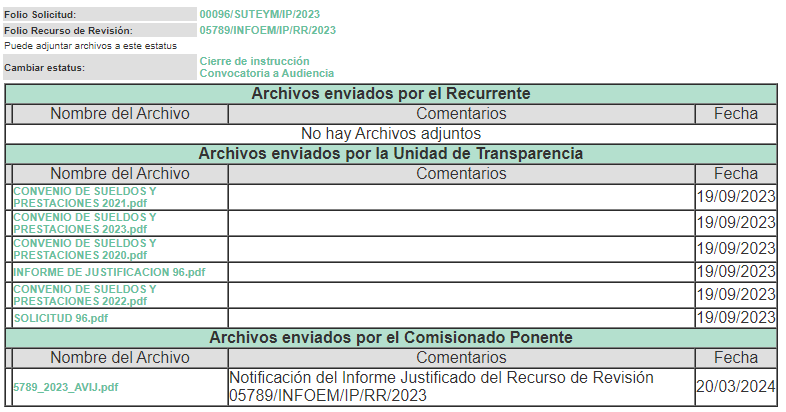 Folio Solicitud: 00096/SUTEYM/IP/2023
Folio Recurso de Revisión: 05789/INFOEM/IP/RR/2023
Puede adjuntar archivos a este estatus
Cambiar estatus: Cierre de instrucción
Convocatoria a Audiencia
Archivos enviados por el Recurrente
Nombre del Archivo Comentarios Fecha
No hay Archivos adjuntos
Archivos enviados por la Unidad de Transparencia
Nombre del Archivo Comentarios Fecha
CONVENIO DE SUELDOS Y
PRESTACIONES 2021.pdf 19/09/2023
CONVENIO DE SUELDOS Y
PRESTACIONES 2023.pdf 19/09/2023
CONVENIO DE SUELDOS Y
PRESTACIONES 2020.pdf 19/09/2023
INFORME DE JUSTIFICACION 96.pdf 19/09/2023
CONVENIO DE SUELDOS Y
PRESTACIONES 2022.pdf 19/09/2023
SOLICITUD 96.pdf 19/09/2023
Archivos enviados por el Comisionado Ponente
Nombre del Archivo Comentarios Fecha
5789_2023_AVIJ.pdf Notificación del Informe Justificado del Recurso de Revisión 20/03/2024
05789/INFOEM/IP/RR/2023